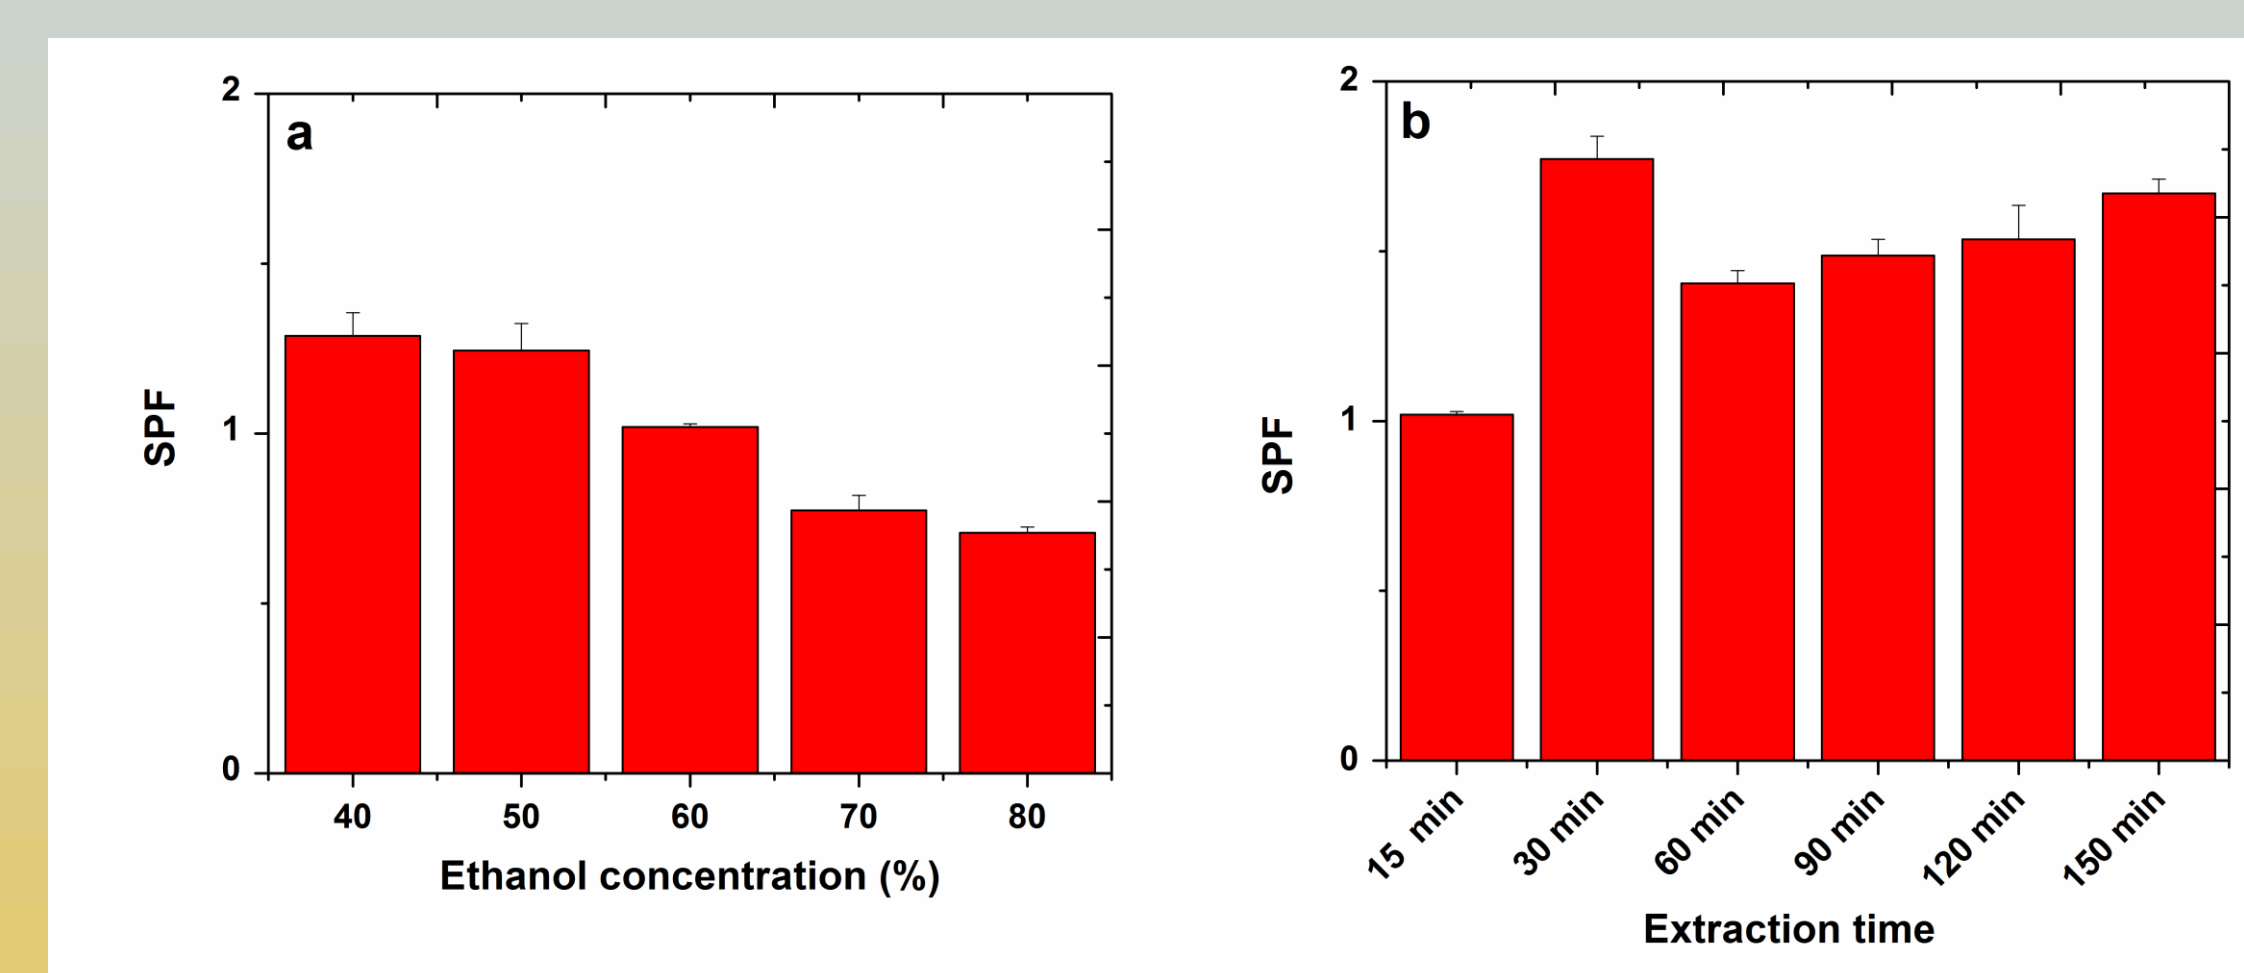 a
2
1
0
SPF
40 50 60 70 80
Ethanol concentration (%)
b
2
1
0
SPF
15 min 30 min 60 min 90 min 120 min 150 min
Extraction time